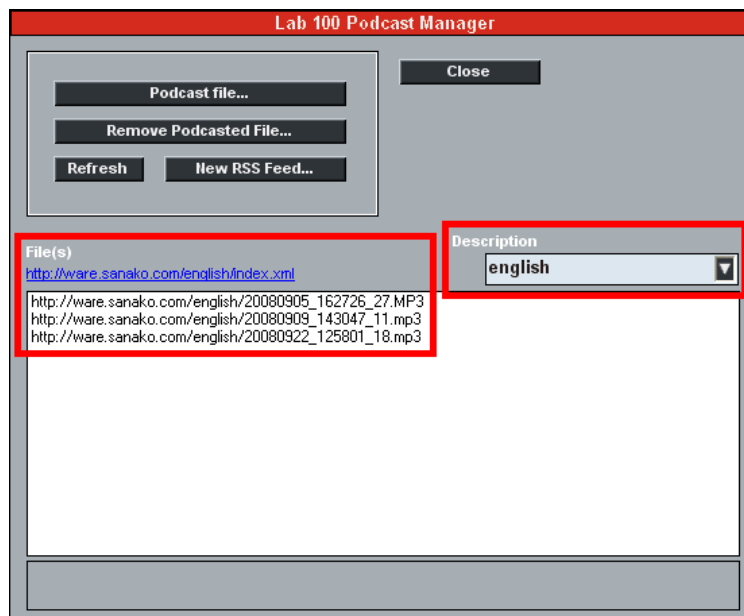 Lab 100 Podcast Manager
Close
Podcast file...
Remove Podcasted File...
Refresh New RSS Feed...
File(s)
http://ware.sanako.com/english/index.xml
Description
english
http://ware.sanako.com/english/20080905_162726_27.MP3
http://ware.sanako.com/english/20080909_143047_11.mp3
http://ware.sanako.com/english/20080922_125801_18.mp3